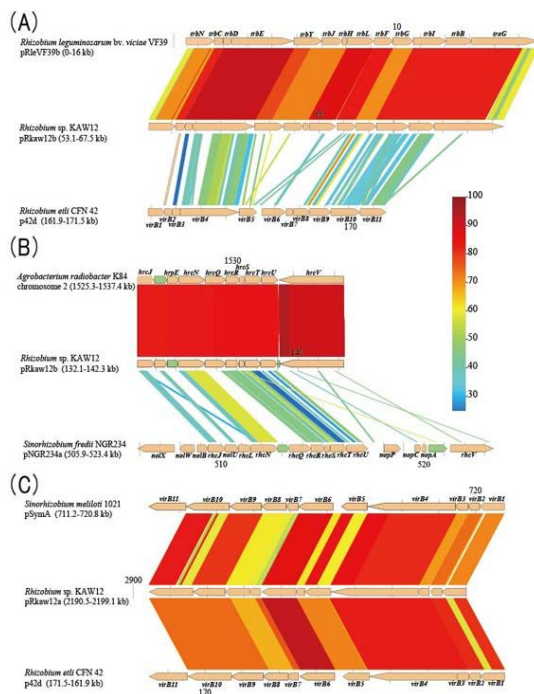 (A)
10
trbN trbC trbD trbE trbY trbJ trbH trbL trbF trbG trbI trbB traG
Rhizobium leguminosarum bv. viciae VF39
pRleVF39b (0-16 kb)
Rhizobium sp. KAW12
pRkaw12b (53.1-67.5 kb)
Rhizobium etli CFN 42
p42d (161.9-171.5 kb)
virB1 virB2 virB3 virB4 virB5 virB6 virB7 virB8 virB9 virB10 virB11
170
100
90
80
70
60
50
40
30
(B)
1530
hrcJ hrpE hrcN hrcQ hrcR hrcS hrcT hrcU hrcV
Agrobacterium radiobacter K84
chromosome 2 (1525.3-1537.4 kb)
Rhizobium sp. KAW12
pRkaw12b (132.1-142.3 kb)
Sinorhizobium fredii NGR234
pNGR234a (505.9-523.4 kb)
nolX nolW nolB rhcJ nolU rhcL rhcN rhcQ rhcR rhcS rhcT rhcU nopP nopC nopA rhcV
510
520
(C)
720
virB11 virB10 virB9 virB8 virB7 virB6 virB5 virB4 virB3 virB2 virB1
Sinorhizobium meliloti 1021
pSymA (711.2-720.8 kb)
2900
Rhizobium sp. KAW12
pRkaw12a (2190.5-2199.1 kb)
Rhizobium etli CFN 42
p42d (171.5-161.9 kb)
virB11 virB10 virB9 virB8 virB7 virB6 virB5 virB4 virB3 virB2 virB1
170